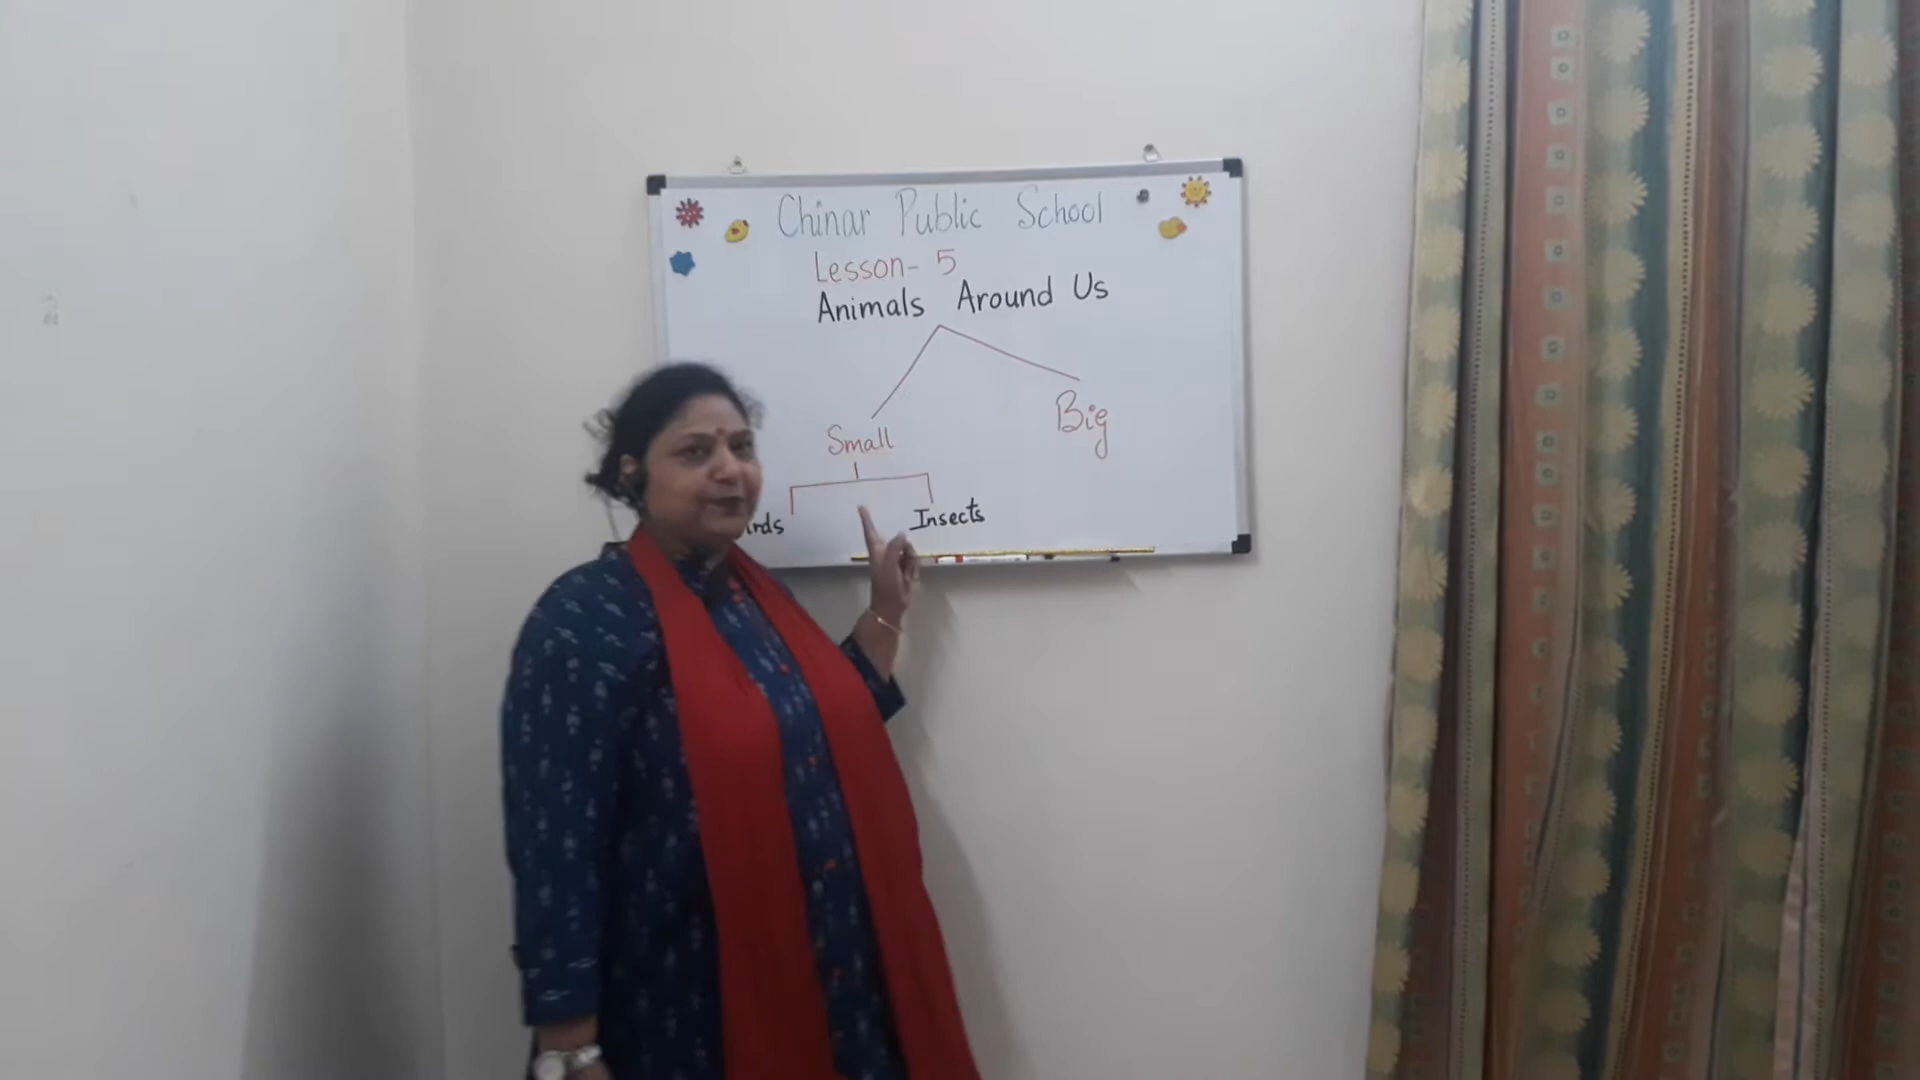 Chinar Public School
Lesson- 5
Animals Around Us
Small
Big
Insects